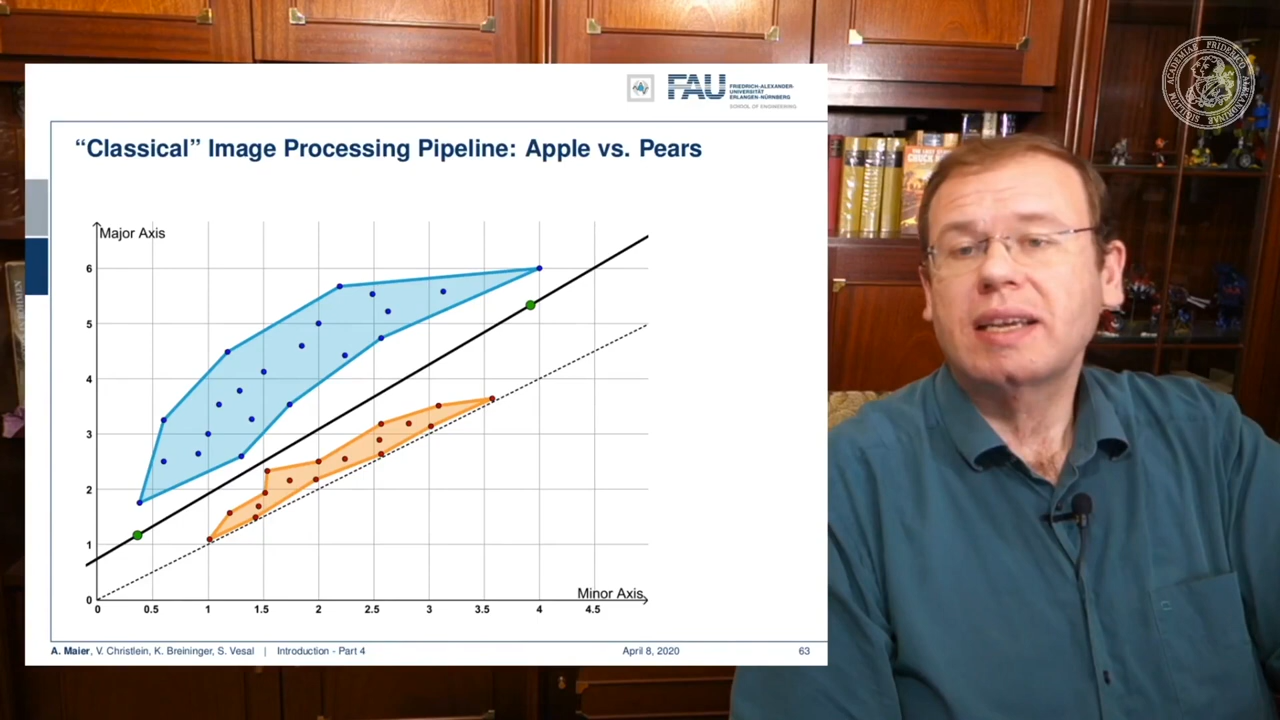 FAU FRIEDRICH-ALEXANDER-
UNIVERSITÄT
ERLANGEN-NÜRNBERG
SCHOOL OF ENGINEERING
“Classical” Image Processing Pipeline: Apple vs. Pears
Major Axis
6
5
4
3
2
1
0
Minor Axis
0 0.5 1 1.5 2 2.5 3 3.5 4 4.5
A. Maier, V. Christlein, K. Breininger, S. Vesal | Introduction - Part 4 April 8, 2020 63